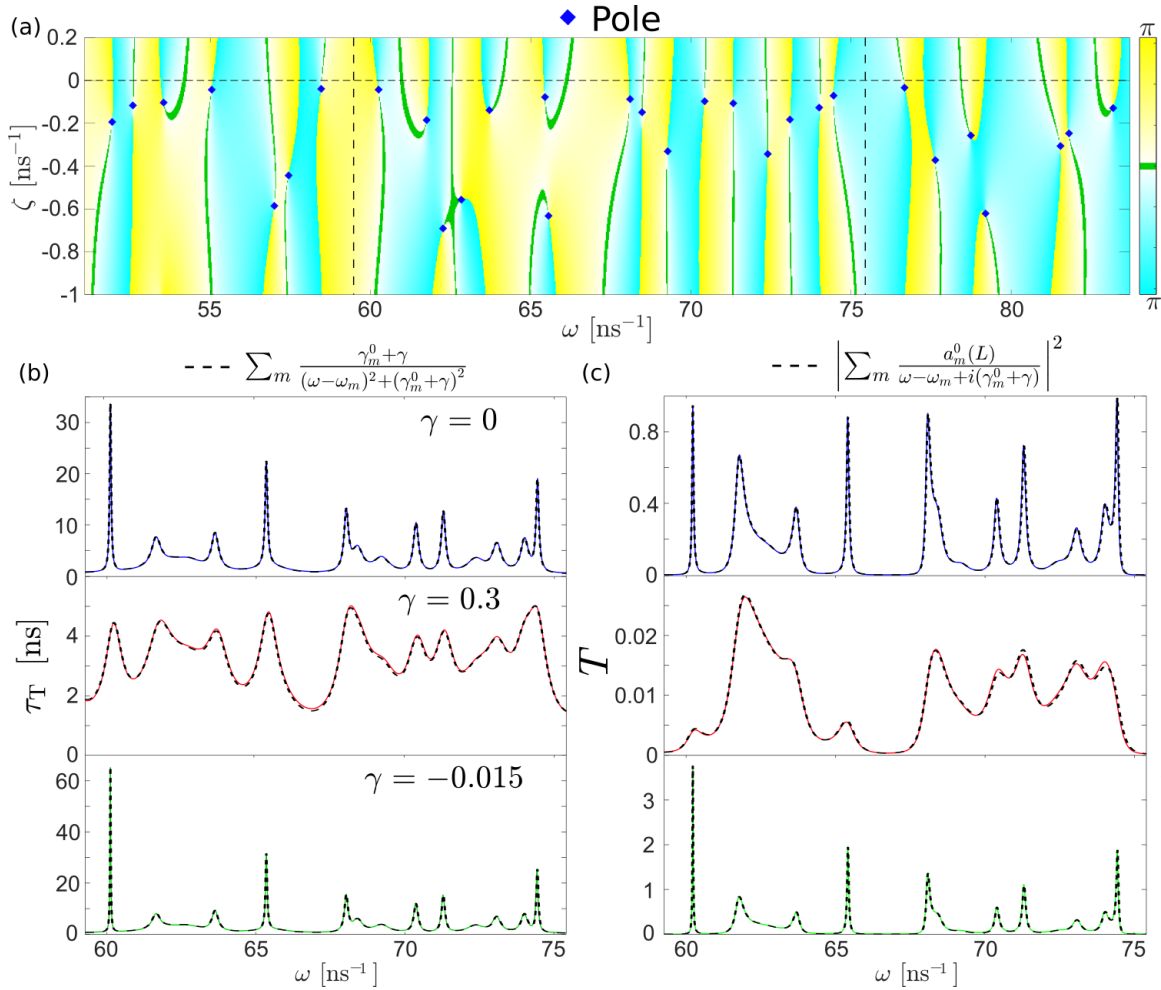 (a)
◆ Pole
π
0.2
0
-0.2
-0.4
-0.6
-0.8
-1
ζ [ns⁻¹]
π
55 60 65 70 75 80
ω [ns⁻¹]
(b)
--- ∑ₘ (γₘ⁰+γ)/((ω−ωₘ)²+(γₘ⁰+γ)²)
(c)
--- |∑ₘ aₘ⁰(L)/(ω−ωₘ+i(γₘ⁰+γ))|²
γ = 0
30
20
10
0
γ = 0.3
4
2
0
τ_T [ns]
γ = −0.015
60
40
20
0
60 65 70 75
ω [ns⁻¹]
0.8
0.4
0
0.02
0.01
0
T
3
2
1
0
60 65 70 75
ω [ns⁻¹]